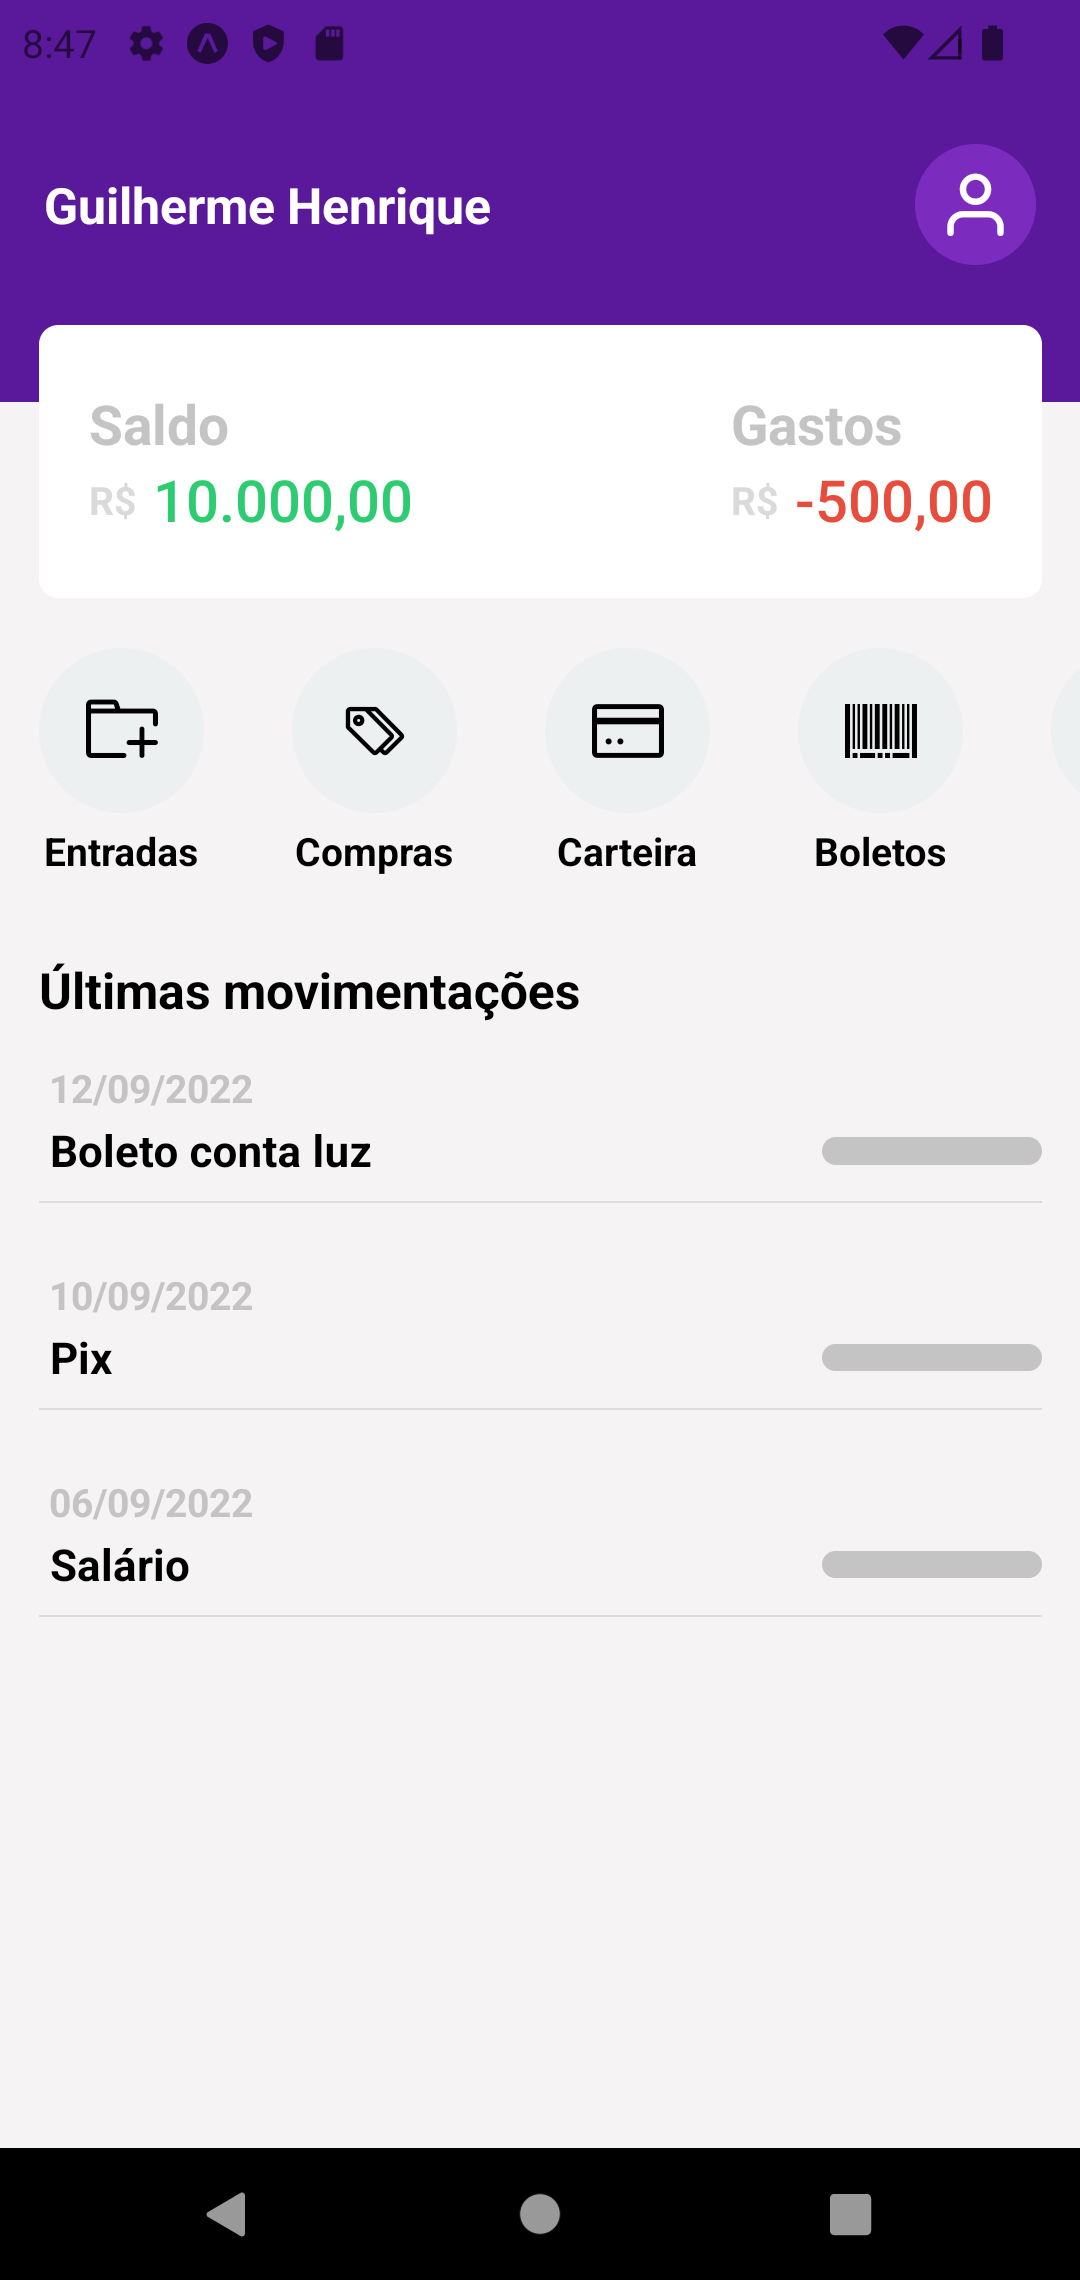 8:47
Guilherme Henrique
Saldo Gastos
R$ 10.000,00 R$ -500,00
Entradas Compras Carteira Boletos
Últimas movimentações
12/09/2022
Boleto conta luz
10/09/2022
Pix
06/09/2022
Salário